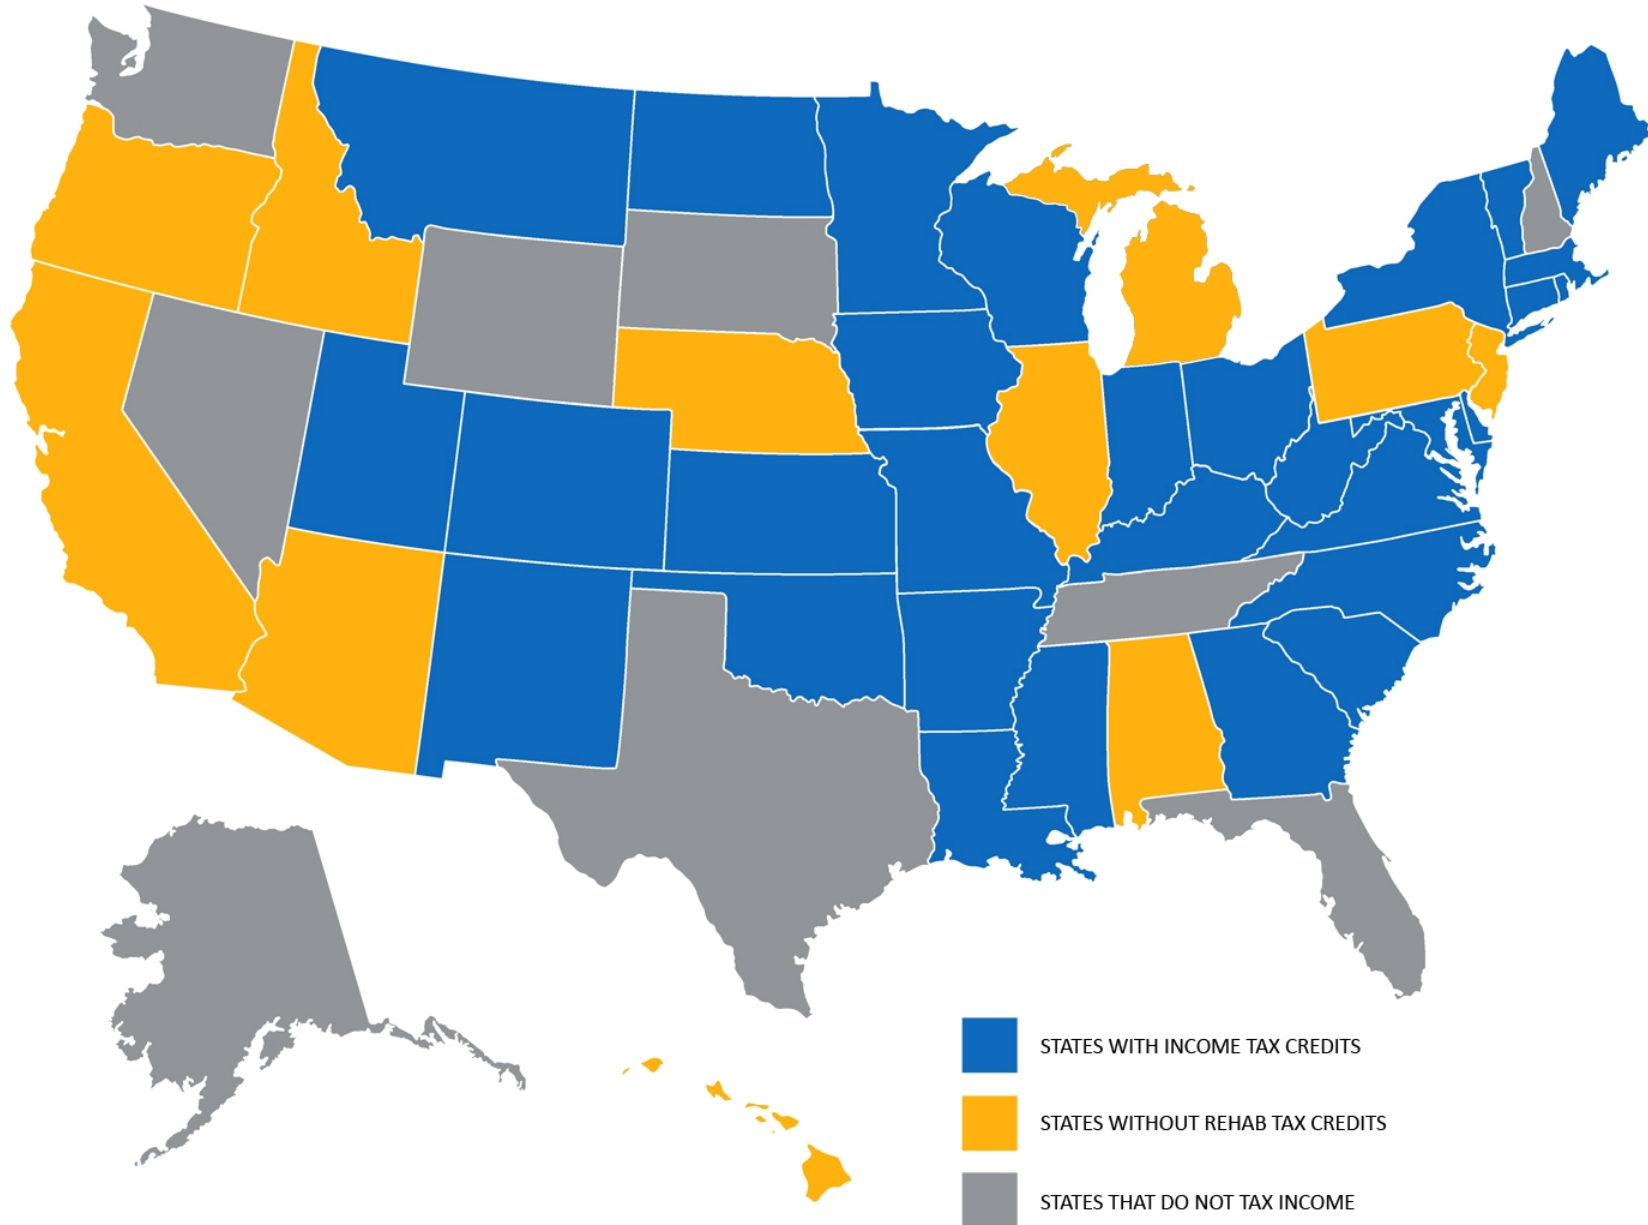 STATES WITH INCOME TAX CREDITS
STATES WITHOUT REHAB TAX CREDITS
STATES THAT DO NOT TAX INCOME